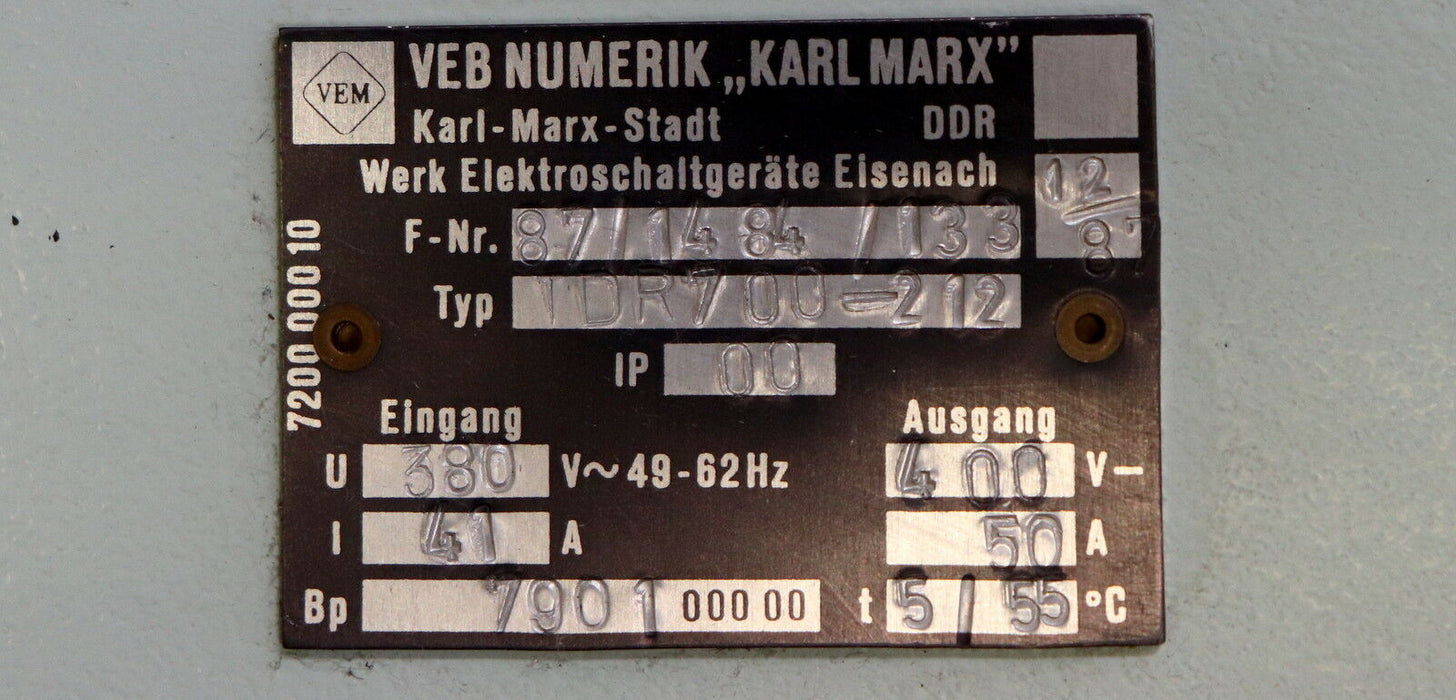 VEM
VEB NUMERIK „KARL MARX”
Karl-Marx-Stadt DDR
Werk Elektroschaltgeräte Eisenach
12/87
F-Nr. 87/1484/133
Typ TDR700-212
IP 00
7200 000 10
Eingang Ausgang
U 380 V~ 49-62Hz 400 V–
I 41 A 50 A
Bp 7901 000 00 t 5/55 °C